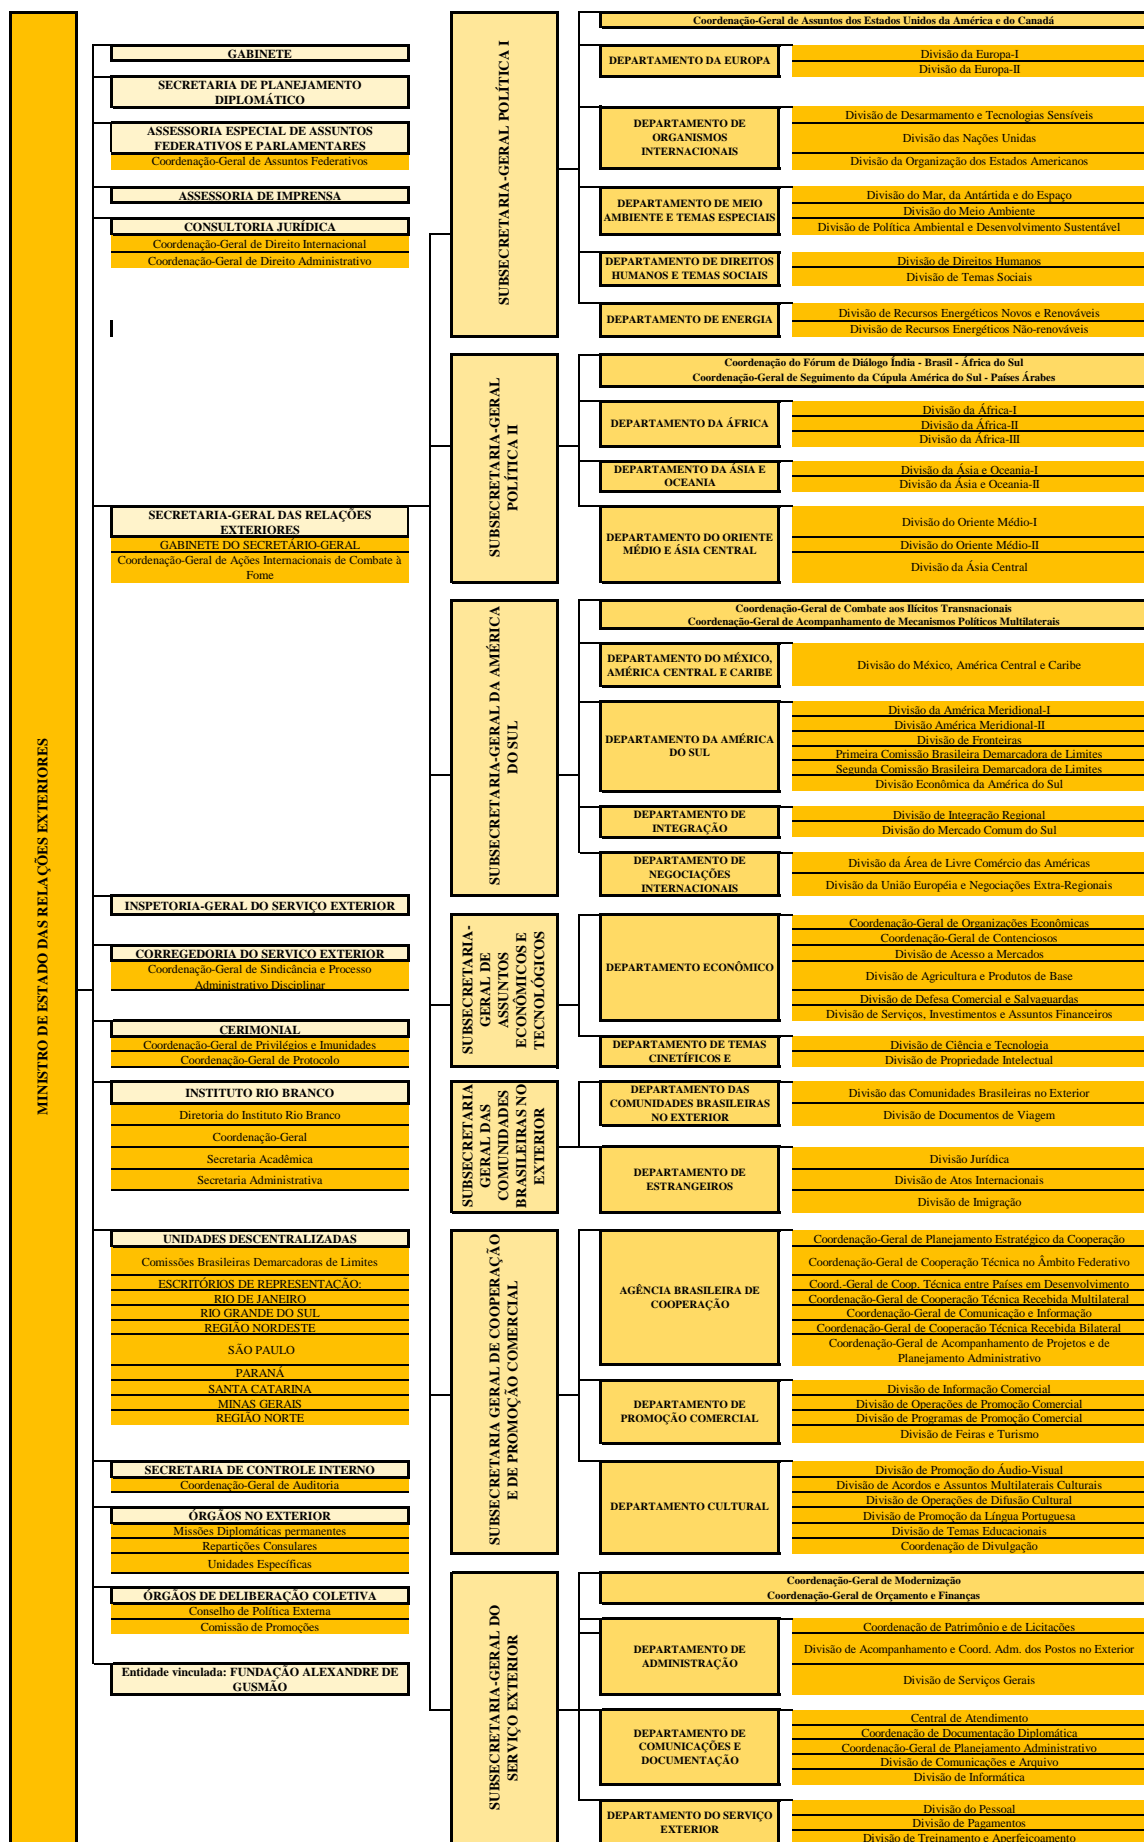 MINISTRO DE ESTADO DAS RELAÇÕES EXTERIORES
GABINETE
SECRETARIA DE PLANEJAMENTO
DIPLOMÁTICO
ASSESSORIA ESPECIAL DE ASSUNTOS
FEDERATIVOS E PARLAMENTARES
Coordenação-Geral de Assuntos Federativos
ASSESSORIA DE IMPRENSA
CONSULTORIA JURÍDICA
Coordenação-Geral de Direito Internacional
Coordenação-Geral de Direito Administrativo
SECRETARIA-GERAL DAS RELAÇÕES
EXTERIORES
GABINETE DO SECRETÁRIO-GERAL
Coordenação-Geral de Ações Internacionais de Combate à
Fome
INSPETORIA-GERAL DO SERVIÇO EXTERIOR
CORREGEDORIA DO SERVIÇO EXTERIOR
Coordenação-Geral de Sindicância e Processo
Administrativo Disciplinar
CERIMONIAL
Coordenação-Geral de Privilégios e Imunidades
Coordenação-Geral de Protocolo
INSTITUTO RIO BRANCO
Diretoria do Instituto Rio Branco
Coordenação-Geral
Secretaria Acadêmica
Secretaria Administrativa
UNIDADES DESCENTRALIZADAS
Comissões Brasileiras Demarcadoras de Limites
ESCRITÓRIOS DE REPRESENTAÇÃO:
RIO DE JANEIRO
RIO GRANDE DO SUL
REGIÃO NORDESTE
SÃO PAULO
PARANÁ
SANTA CATARINA
MINAS GERAIS
REGIÃO NORTE
SECRETARIA DE CONTROLE INTERNO
Coordenação-Geral de Auditoria
ÓRGÃOS NO EXTERIOR
Missões Diplomáticas permanentes
Repartições Consulares
Unidades Específicas
ÓRGÃOS DE DELIBERAÇÃO COLETIVA
Conselho de Política Externa
Comissão de Promoções
Entidade vinculada: FUNDAÇÃO ALEXANDRE DE
GUSMÃO
SUBSECRETARIA-GERAL POLÍTICA I
Coordenação-Geral de Assuntos dos Estados Unidos da América e do Canadá
DEPARTAMENTO DA EUROPA
Divisão da Europa-I
Divisão da Europa-II
DEPARTAMENTO DE
ORGANISMOS
INTERNACIONAIS
Divisão de Desarmamento e Tecnologias Sensíveis
Divisão das Nações Unidas
Divisão da Organização dos Estados Americanos
DEPARTAMENTO DE MEIO
AMBIENTE E TEMAS ESPECIAIS
Divisão do Mar, da Antártida e do Espaço
Divisão do Meio Ambiente
Divisão de Política Ambiental e Desenvolvimento Sustentável
DEPARTAMENTO DE DIREITOS
HUMANOS E TEMAS SOCIAIS
Divisão de Direitos Humanos
Divisão de Temas Sociais
DEPARTAMENTO DE ENERGIA
Divisão de Recursos Energéticos Novos e Renováveis
Divisão de Recursos Energéticos Não-renováveis
SUBSECRETARIA-GERAL
POLÍTICA II
Coordenação do Fórum de Diálogo Índia - Brasil - África do Sul
Coordenação-Geral de Seguimento da Cúpula América do Sul - Países Árabes
DEPARTAMENTO DA ÁFRICA
Divisão da África-I
Divisão da África-II
Divisão da África-III
DEPARTAMENTO DA ÁSIA E
OCEANIA
Divisão da Ásia e Oceania-I
Divisão da Ásia e Oceania-II
DEPARTAMENTO DO ORIENTE
MÉDIO E ÁSIA CENTRAL
Divisão do Oriente Médio-I
Divisão do Oriente Médio-II
Divisão da Ásia Central
SUBSECRETARIA-GERAL DA AMÉRICA
DO SUL
Coordenação-Geral de Combate aos Ilícitos Transnacionais
Coordenação-Geral de Acompanhamento de Mecanismos Políticos Multilaterais
DEPARTAMENTO DO MÉXICO,
AMÉRICA CENTRAL E CARIBE
Divisão do México, América Central e Caribe
DEPARTAMENTO DA AMÉRICA
DO SUL
Divisão da América Meridional-I
Divisão América Meridional-II
Divisão de Fronteiras
Primeira Comissão Brasileira Demarcadora de Limites
Segunda Comissão Brasileira Demarcadora de Limites
Divisão Econômica da América do Sul
DEPARTAMENTO DE
INTEGRAÇÃO
Divisão de Integração Regional
Divisão do Mercado Comum do Sul
DEPARTAMENTO DE
NEGOCIAÇÕES
INTERNACIONAIS
Divisão da Área de Livre Comércio das Américas
Divisão da União Européia e Negociações Extra-Regionais
SUBSECRETARIA-
GERAL DE
ASSUNTOS
ECONÔMICOS E
TECNOLÓGICOS
DEPARTAMENTO ECONÔMICO
Coordenação-Geral de Organizações Econômicas
Coordenação-Geral de Contenciosos
Divisão de Acesso a Mercados
Divisão de Agricultura e Produtos de Base
Divisão de Defesa Comercial e Salvaguardas
Divisão de Serviços, Investimentos e Assuntos Financeiros
DEPARTAMENTO DE TEMAS
CINETÍFICOS E
Divisão de Ciência e Tecnologia
Divisão de Propriedade Intelectual
SUBSECRETARIA
GERAL DAS
COMUNIDADES
BRASILEIRAS NO
EXTERIOR
DEPARTAMENTO DAS
COMUNIDADES BRASILEIRAS
NO EXTERIOR
Divisão das Comunidades Brasileiras no Exterior
Divisão de Documentos de Viagem
DEPARTAMENTO DE
ESTRANGEIROS
Divisão Jurídica
Divisão de Atos Internacionais
Divisão de Imigração
SUBSECRETARIA GERAL DE COOPERAÇÃO
E DE PROMOÇÃO COMERCIAL
AGÊNCIA BRASILEIRA DE
COOPERAÇÃO
Coordenação-Geral de Planejamento Estratégico da Cooperação
Coordenação-Geral de Cooperação Técnica no Âmbito Federativo
Coord.-Geral de Coop. Técnica entre Países em Desenvolvimento
Coordenação-Geral de Cooperação Técnica Recebida Multilateral
Coordenação-Geral de Comunicação e Informação
Coordenação-Geral de Cooperação Técnica Recebida Bilateral
Coordenação-Geral de Acompanhamento de Projetos e de
Planejamento Administrativo
DEPARTAMENTO DE
PROMOÇÃO COMERCIAL
Divisão de Informação Comercial
Divisão de Operações de Promoção Comercial
Divisão de Programas de Promoção Comercial
Divisão de Feiras e Turismo
DEPARTAMENTO CULTURAL
Divisão de Promoção do Áudio-Visual
Divisão de Acordos e Assuntos Multilaterais Culturais
Divisão de Operações de Difusão Cultural
Divisão de Promoção da Língua Portuguesa
Divisão de Temas Educacionais
Coordenação de Divulgação
SUBSECRETARIA-GERAL DO
SERVIÇO EXTERIOR
Coordenação-Geral de Modernização
Coordenação-Geral de Orçamento e Finanças
DEPARTAMENTO DE
ADMINISTRAÇÃO
Coordenação de Patrimônio e de Licitações
Divisão de Acompanhamento e Coord. Adm. dos Postos no Exterior
Divisão de Serviços Gerais
DEPARTAMENTO DE
COMUNICAÇÕES E
DOCUMENTAÇÃO
Central de Atendimento
Coordenação de Documentação Diplomática
Coordenação-Geral de Planejamento Administrativo
Divisão de Comunicações e Arquivo
Divisão de Informática
DEPARTAMENTO DO SERVIÇO
EXTERIOR
Divisão do Pessoal
Divisão de Pagamentos
Divisão de Treinamento e Aperfeiçoamento